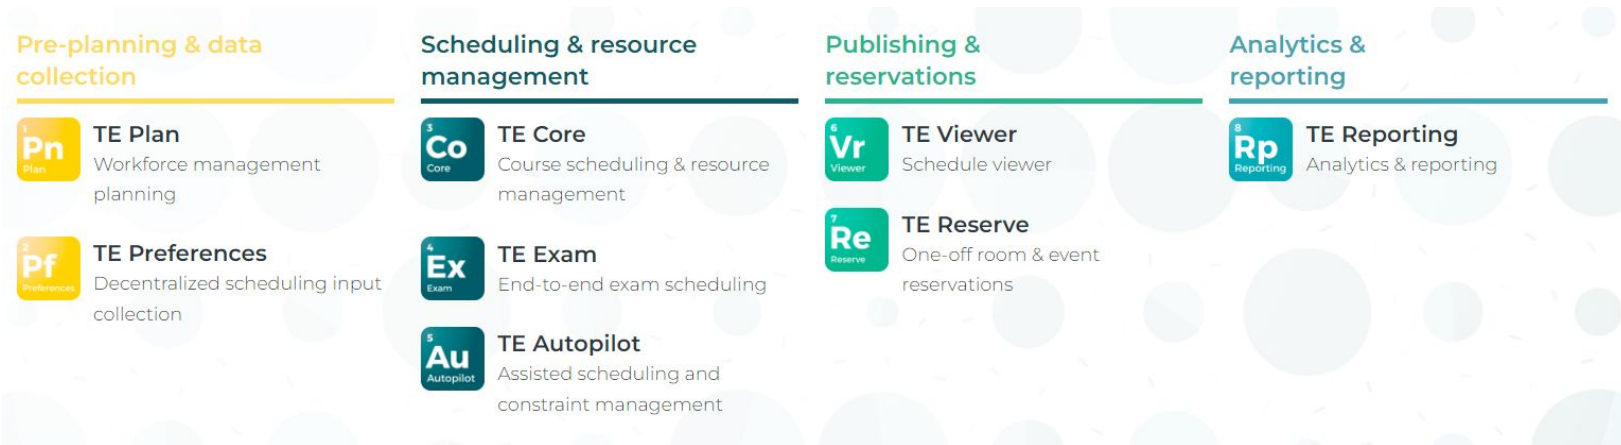 Pre-planning & data
collection
1
Pn
Plan
TE Plan
Workforce management
planning
2
Pf
Preferences
TE Preferences
Decentralized scheduling input
collection
Scheduling & resource
management
3
Co
Core
TE Core
Course scheduling & resource
management
4
Ex
Exam
TE Exam
End-to-end exam scheduling
5
Au
Autopilot
TE Autopilot
Assisted scheduling and
constraint management
Publishing &
reservations
6
Vr
Viewer
TE Viewer
Schedule viewer
7
Re
Reserve
TE Reserve
One-off room & event
reservations
Analytics &
reporting
8
Rp
Reporting
TE Reporting
Analytics & reporting